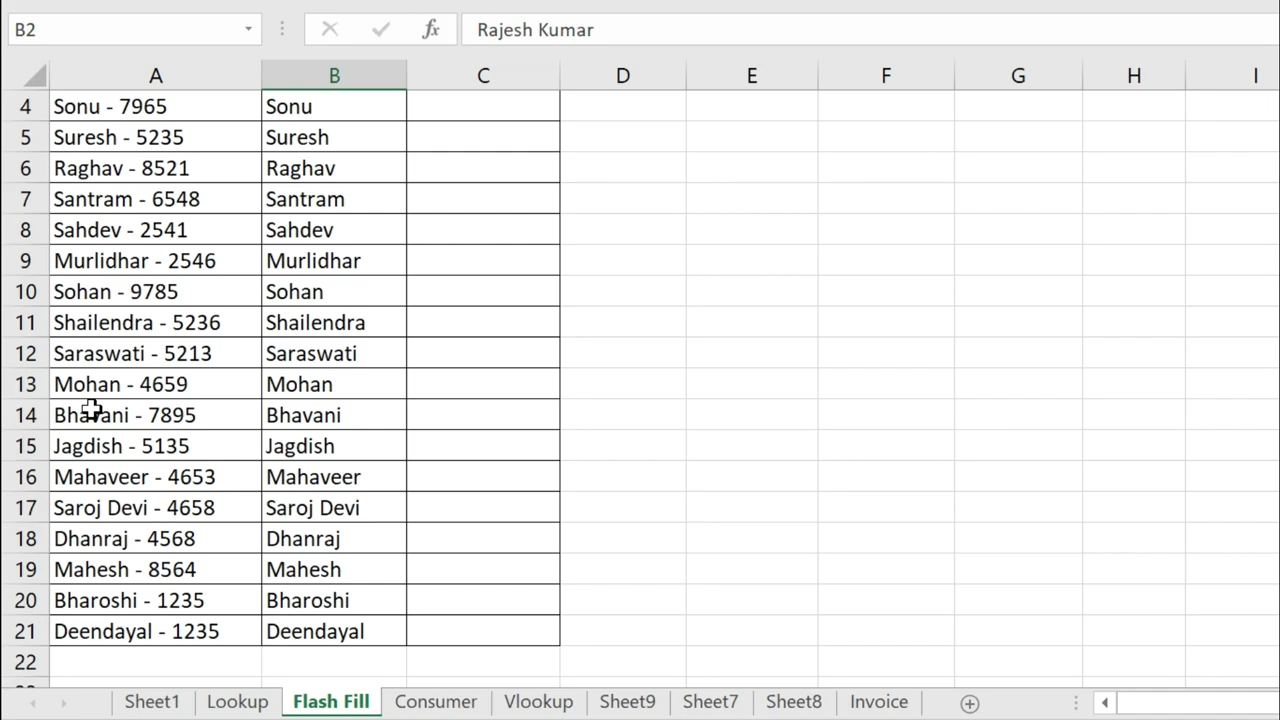 B2 fx Rajesh Kumar
A B C D E F G H I
4 Sonu - 7965 Sonu
5 Suresh - 5235 Suresh
6 Raghav - 8521 Raghav
7 Santram - 6548 Santram
8 Sahdev - 2541 Sahdev
9 Murlidhar - 2546 Murlidhar
10 Sohan - 9785 Sohan
11 Shailendra - 5236 Shailendra
12 Saraswati - 5213 Saraswati
13 Mohan - 4659 Mohan
14 Bhavani - 7895 Bhavani
15 Jagdish - 5135 Jagdish
16 Mahaveer - 4653 Mahaveer
17 Saroj Devi - 4658 Saroj Devi
18 Dhanraj - 4568 Dhanraj
19 Mahesh - 8564 Mahesh
20 Bharoshi - 1235 Bharoshi
21 Deendayal - 1235 Deendayal
22
Sheet1 Lookup Flash Fill Consumer Vlookup Sheet9 Sheet7 Sheet8 Invoice